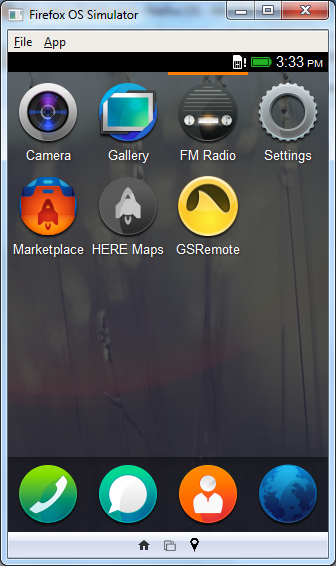 Firefox OS Simulator
File App
3:33 PM
Camera Gallery FM Radio Settings
Marketplace HERE Maps GSRemote